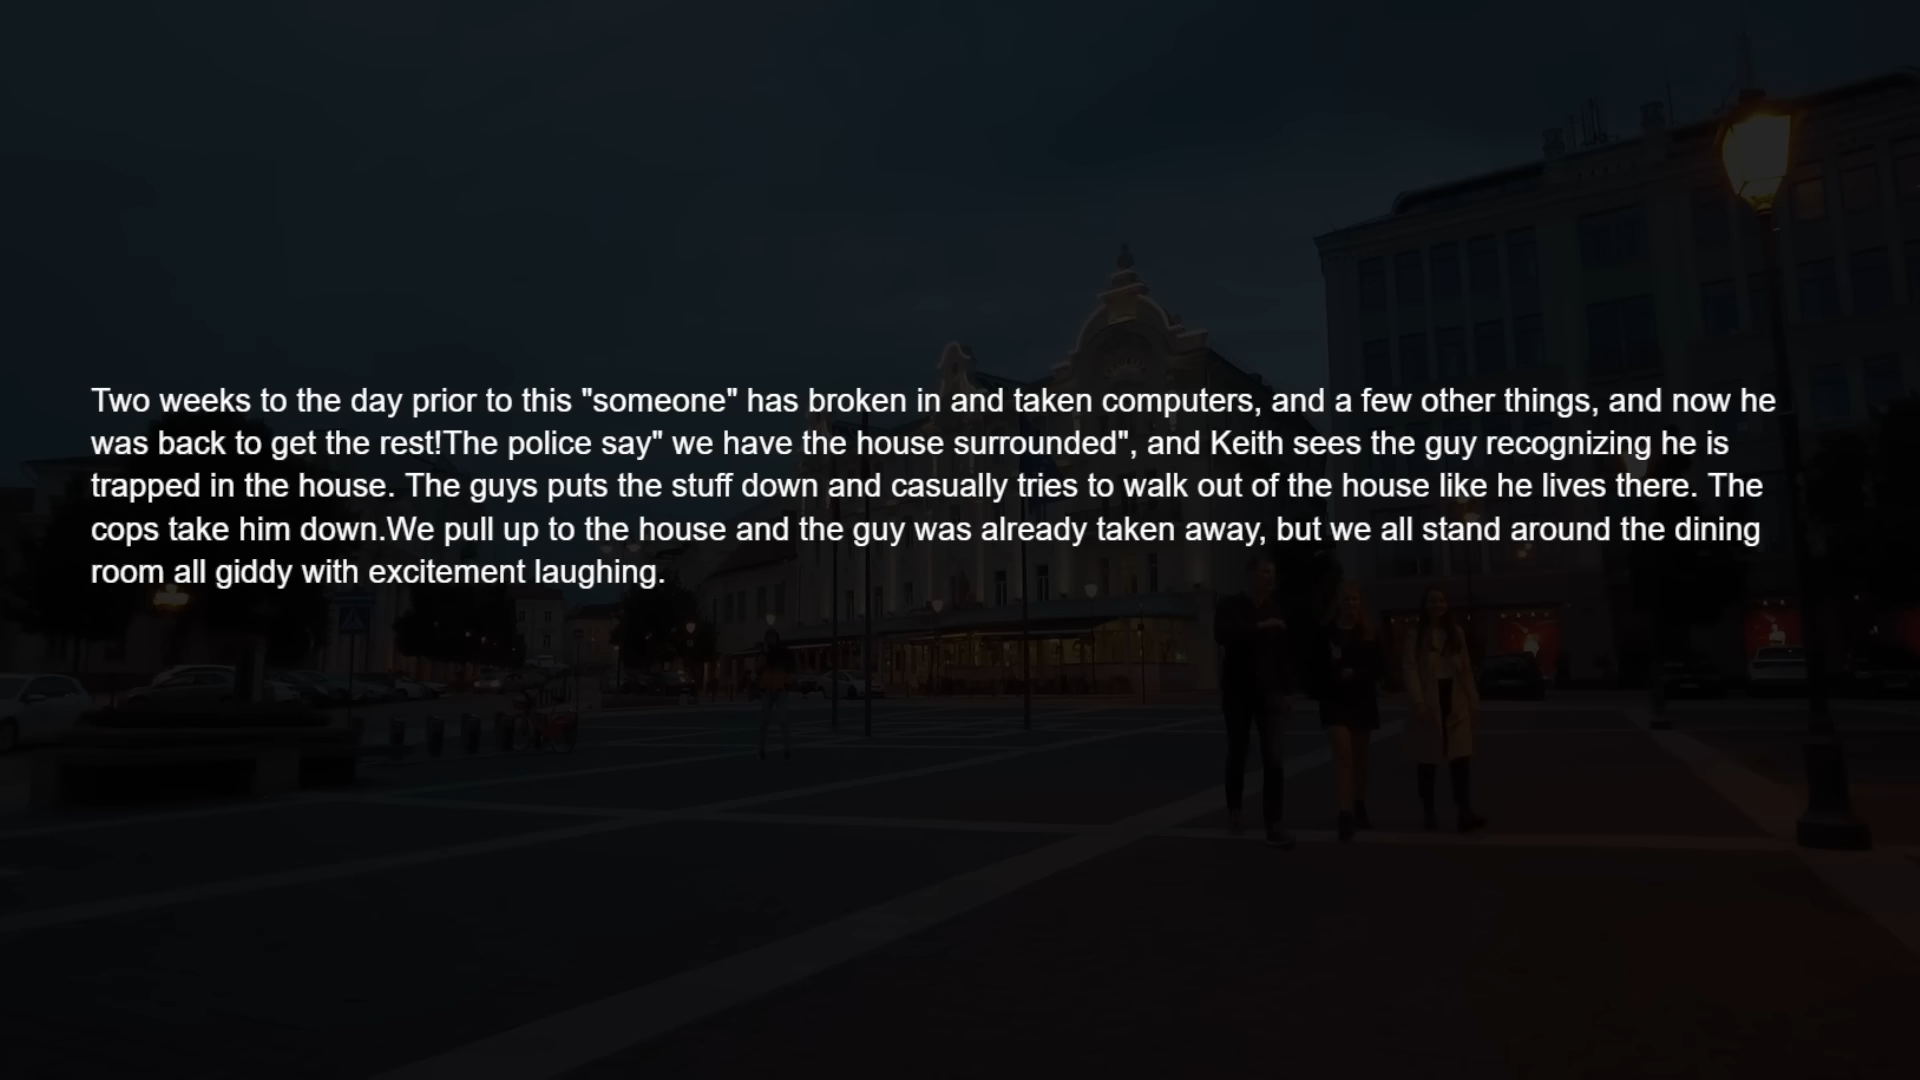 Two weeks to the day prior to this "someone" has broken in and taken computers, and a few other things, and now he
was back to get the rest!The police say" we have the house surrounded", and Keith sees the guy recognizing he is
trapped in the house. The guys puts the stuff down and casually tries to walk out of the house like he lives there. The
cops take him down.We pull up to the house and the guy was already taken away, but we all stand around the dining
room all giddy with excitement laughing.